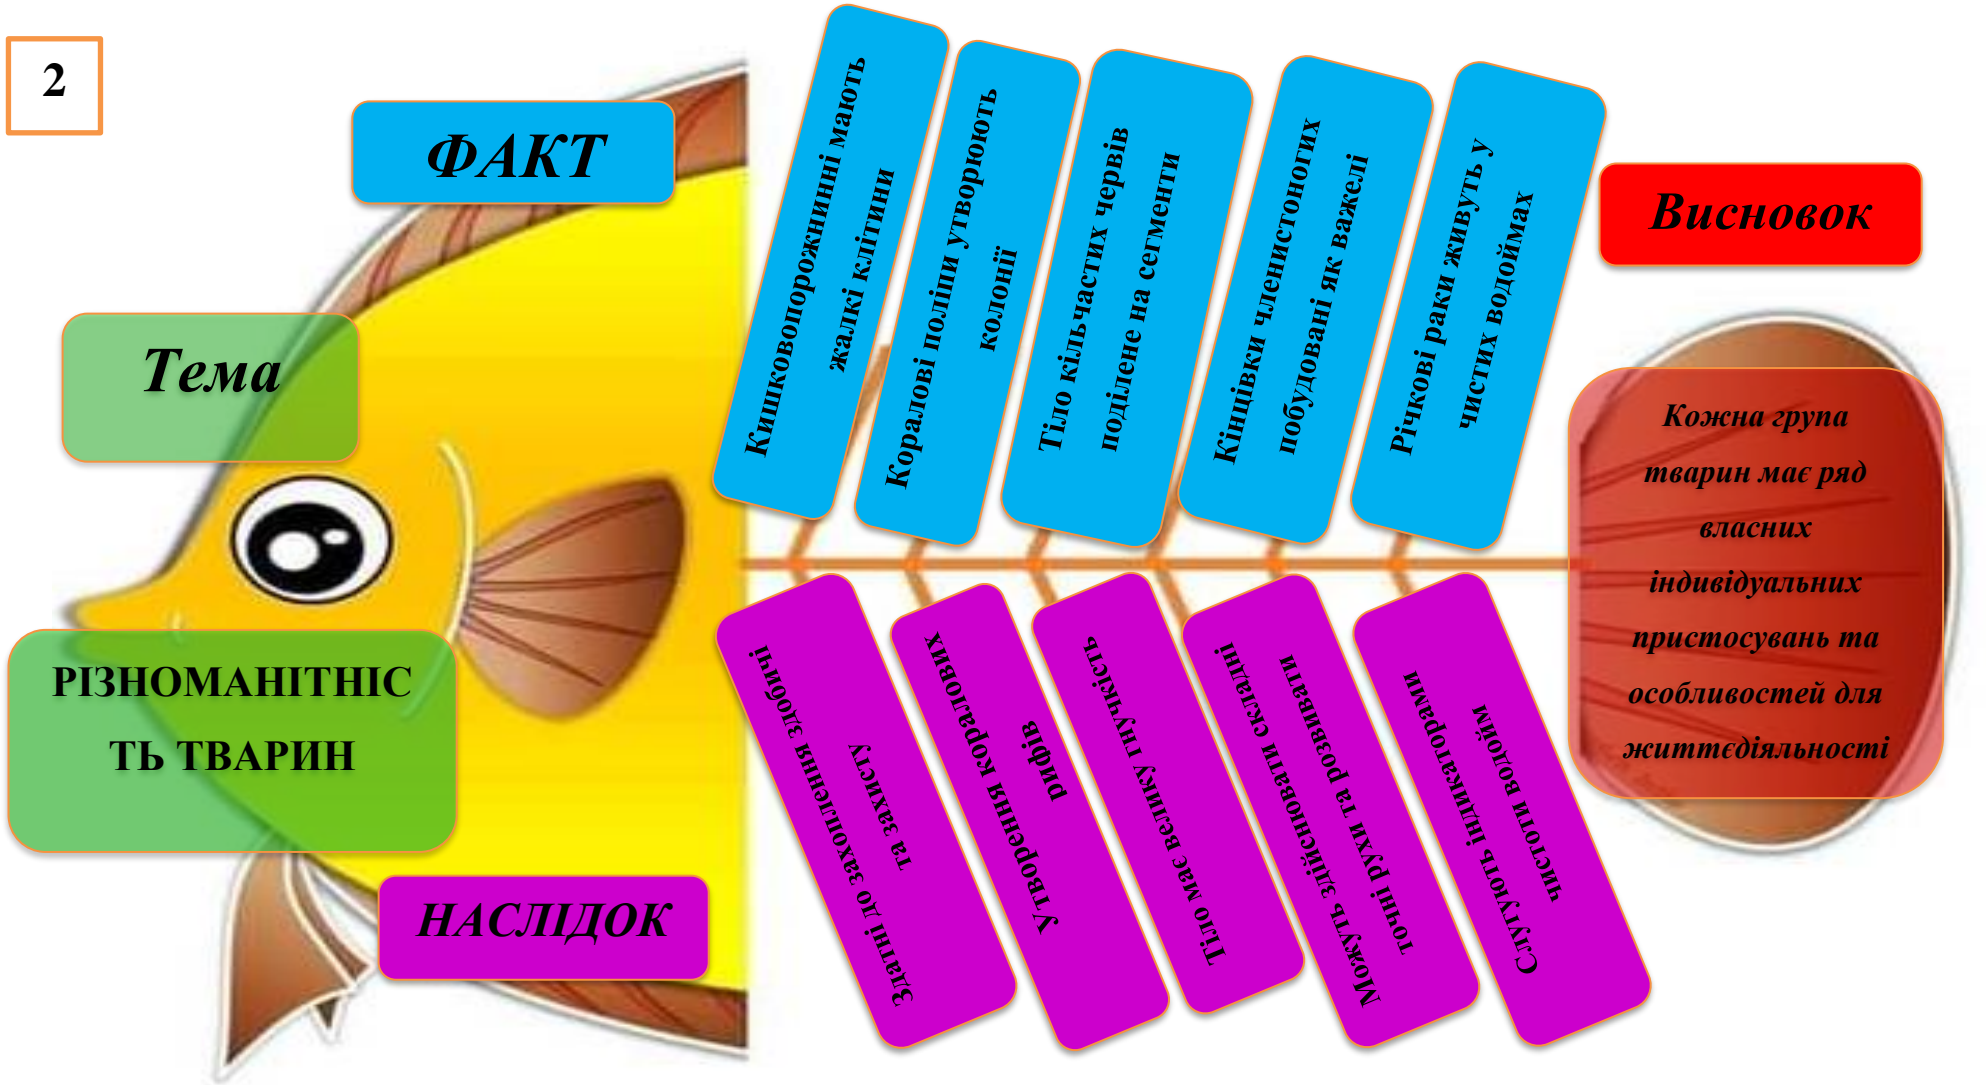 2
ФАКТ
Тема
РІЗНОМАНІТНІС
ТЬ ТВАРИН
НАСЛІДОК
Кишковопорожнинні мають
жалкі клітини
Коралові поліпи утворюють
колонії
Тіло кільчастих червів
поділене на сегменти
Кінцівки членистоногих
побудовані як важелі
Річкові раки живуть у
чистих водоймах
Здатні до захоплення здобичі
та захисту
Утворення коралових
рифів
Тіло має велику гнучкість
Можуть здійснювати складні
точні рухи та розвивати
Слугують індикаторами
чистоти водойм
Висновок
Кожна група
тварин має ряд
власних
індивідуальних
пристосувань та
особливостей для
життєдіяльності